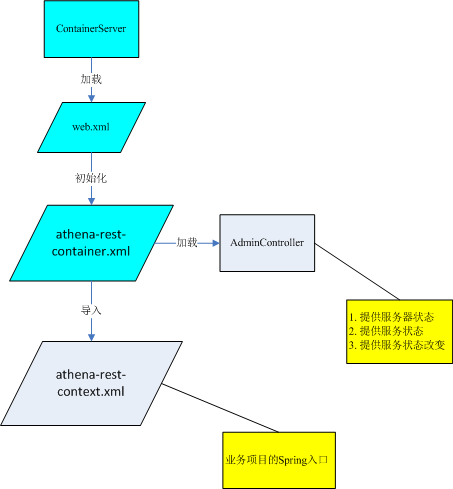 ContainerServer
加载
web.xml
初始化
athena-rest-
container.xml
加载
AdminController
1. 提供服务器状态
2. 提供服务状态
3. 提供服务状态改变
导入
athena-rest-
context.xml
业务项目的Spring入口